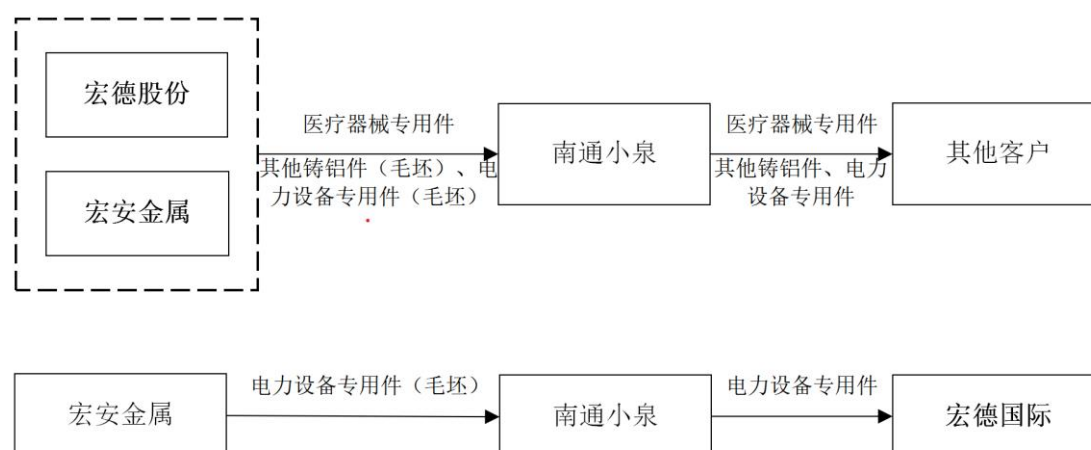 宏德股份
医疗器械专用件
医疗器械专用件
南通小泉
其他客户
其他铸铝件（毛坯）、电
力设备专用件（毛坯）
其他铸铝件、电力
设备专用件
宏安金属
电力设备专用件（毛坯）
电力设备专用件
宏安金属
南通小泉
宏德国际